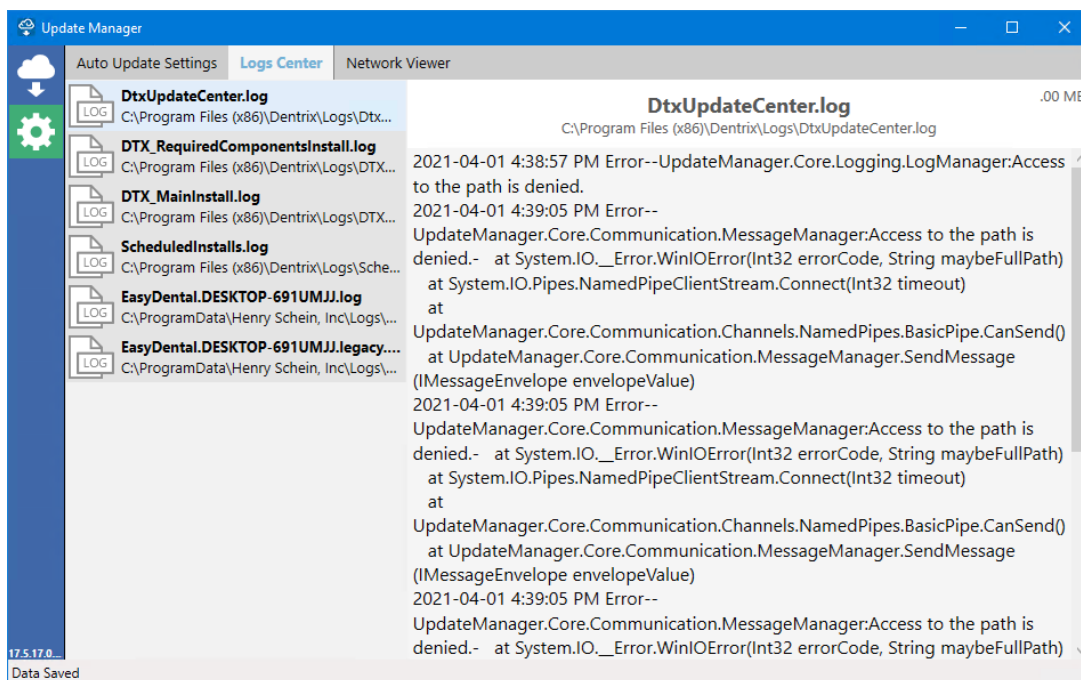 Update Manager
Auto Update Settings Logs Center Network Viewer
LOG
DtxUpdateCenter.log
C:\Program Files (x86)\Dentrix\Logs\Dtx...
LOG
DTX_RequiredComponentsInstall.log
C:\Program Files (x86)\Dentrix\Logs\DTX...
LOG
DTX_MainInstall.log
C:\Program Files (x86)\Dentrix\Logs\DTX...
LOG
ScheduledInstalls.log
C:\Program Files (x86)\Dentrix\Logs\Sche...
LOG
EasyDental.DESKTOP-691UMJJ.log
C:\ProgramData\Henry Schein, Inc\Logs\...
LOG
EasyDental.DESKTOP-691UMJJ.legacy....
C:\ProgramData\Henry Schein, Inc\Logs\...
DtxUpdateCenter.log
.00 ME
C:\Program Files (x86)\Dentrix\Logs\DtxUpdateCenter.log
2021-04-01 4:38:57 PM Error--UpdateManager.Core.Logging.LogManager:Access
to the path is denied.
2021-04-01 4:39:05 PM Error--
UpdateManager.Core.Communication.MessageManager:Access to the path is
denied.- at System.IO.__Error.WinIOError(Int32 errorCode, String maybeFullPath)
at System.IO.Pipes.NamedPipeClientStream.Connect(Int32 timeout)
at
UpdateManager.Core.Communication.Channels.NamedPipes.BasicPipe.CanSend()
at UpdateManager.Core.Communication.MessageManager.SendMessage
(IMessageEnvelope envelopeValue)
2021-04-01 4:39:05 PM Error--
UpdateManager.Core.Communication.MessageManager:Access to the path is
denied.- at System.IO.__Error.WinIOError(Int32 errorCode, String maybeFullPath)
at System.IO.Pipes.NamedPipeClientStream.Connect(Int32 timeout)
at
UpdateManager.Core.Communication.Channels.NamedPipes.BasicPipe.CanSend()
at UpdateManager.Core.Communication.MessageManager.SendMessage
(IMessageEnvelope envelopeValue)
2021-04-01 4:39:05 PM Error--
UpdateManager.Core.Communication.MessageManager:Access to the path is
denied.- at System.IO.__Error.WinIOError(Int32 errorCode, String maybeFullPath)
17.5.17.0...
Data Saved